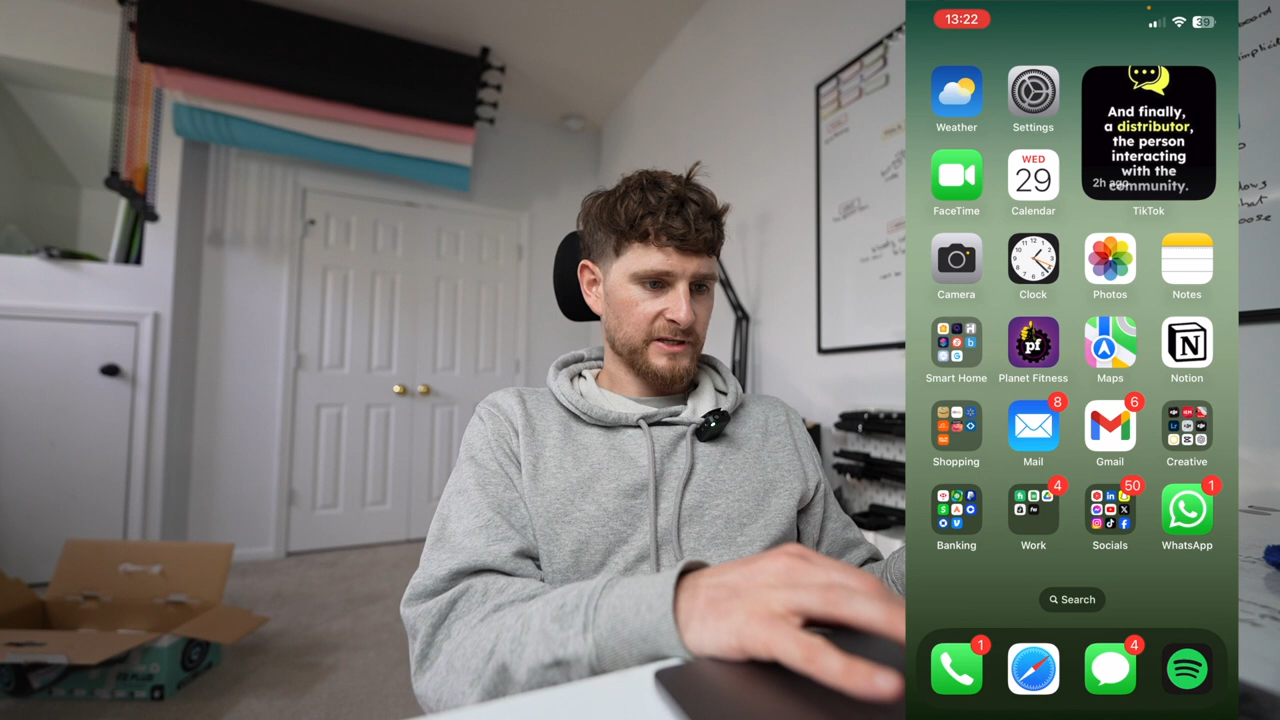 13:22
39
Weather
Settings
And finally,
a distributor,
the person
interacting
with the
community.
2h ago
TikTok
FaceTime
WED
29
Calendar
Camera
Clock
Photos
Notes
Smart Home
pf
Planet Fitness
Maps
N
Notion
Shopping
8
Mail
6
Gmail
Creative
Banking
4
Work
50
Socials
1
WhatsApp
Search
1
4